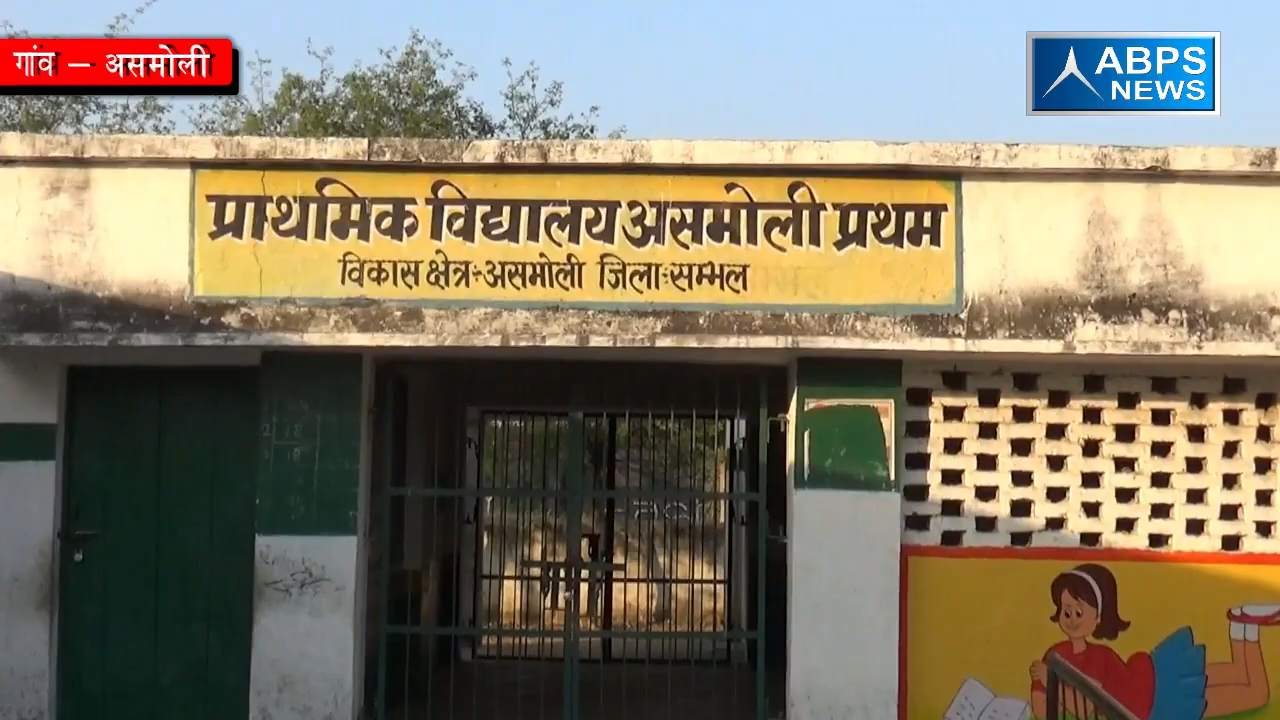 गांव – असमोली
ABPS
NEWS
प्राथमिक विद्यालय असमोली प्रथम
विकास क्षेत्र:-असमोली जिला:-सम्भल